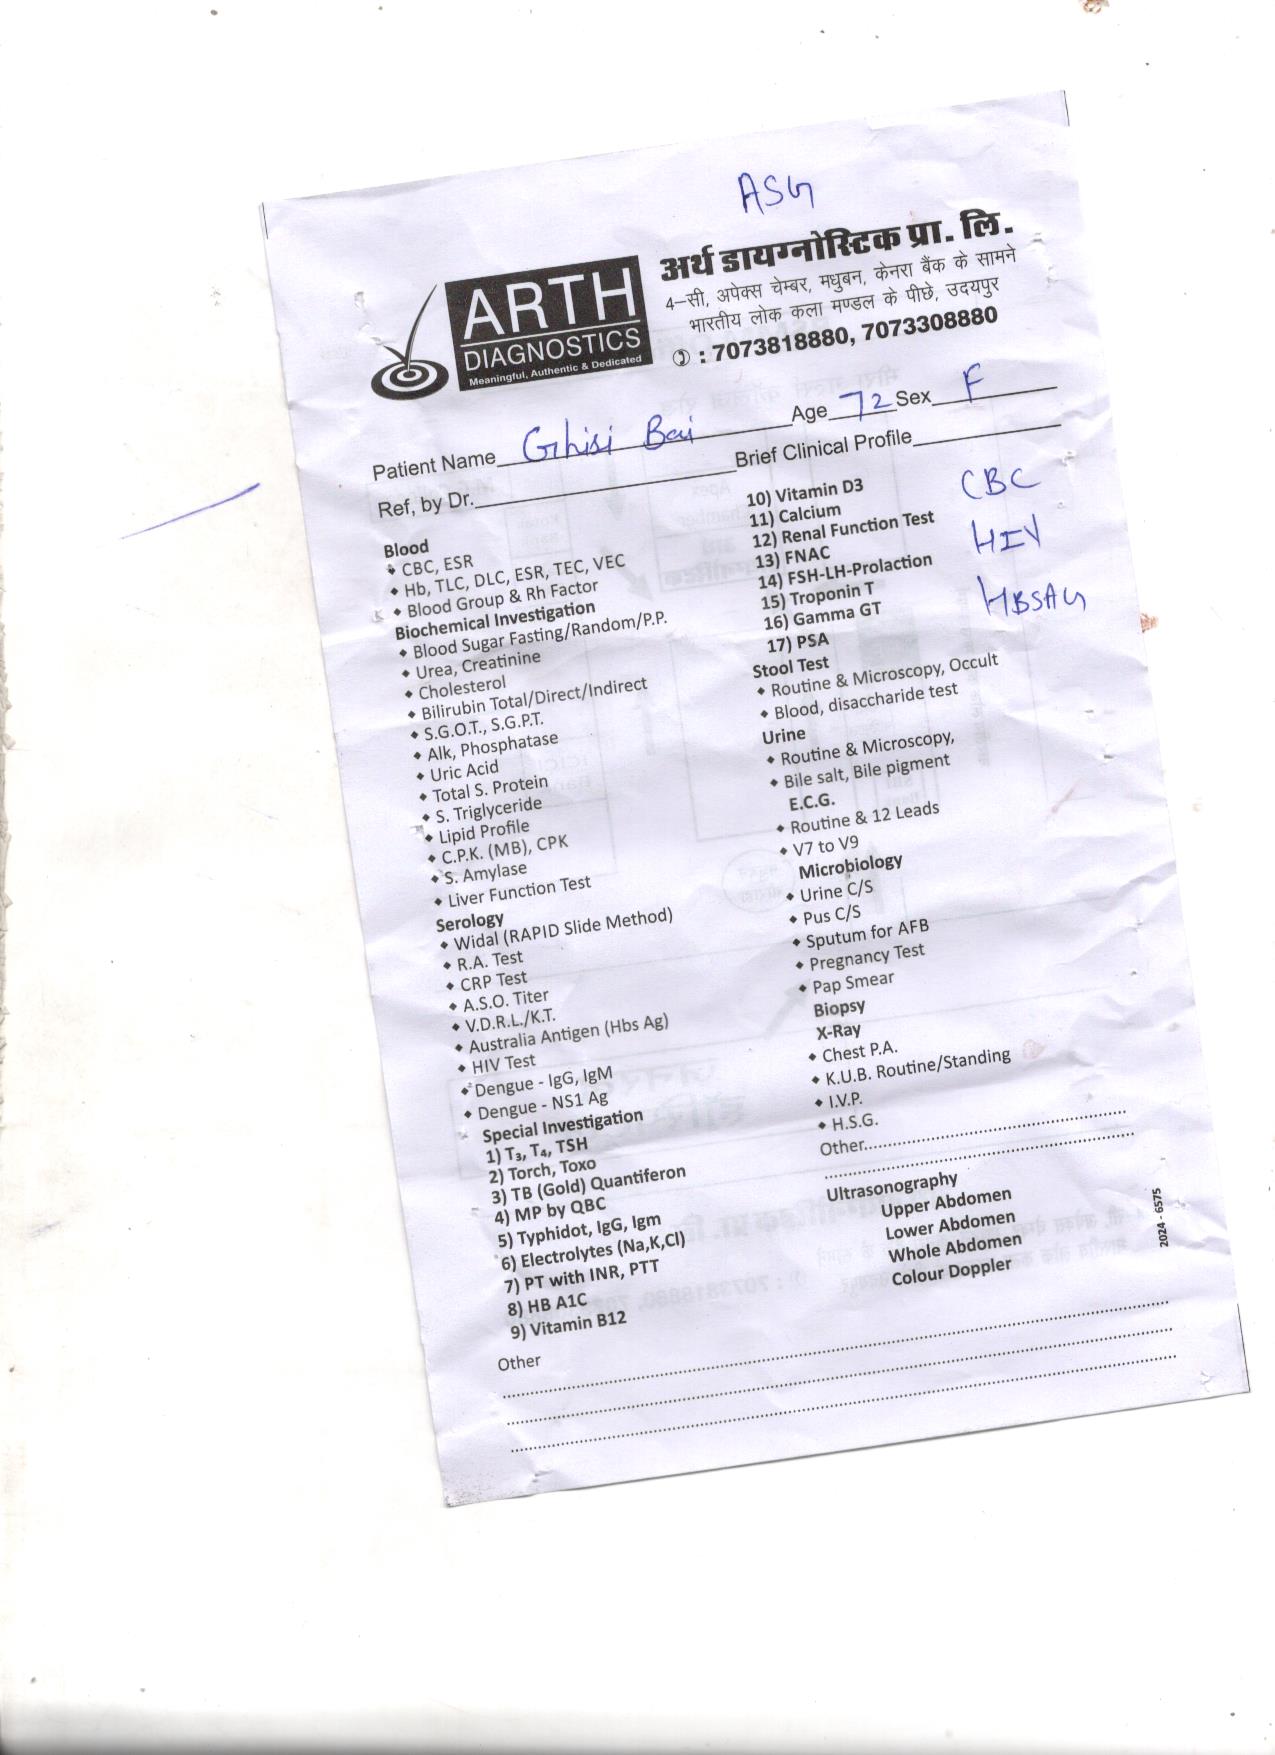 ASG
ARTH
DIAGNOSTICS
Meaningful, Authentic & Dedicated
अर्थ डायग्नोस्टिक प्रा. लि.
4–सी, अपेक्स चेम्बर, मधुबन, केनरा बैंक के सामने
भारतीय लोक कला मण्डल के पीछे, उदयपुर
: 7073818880, 7073308880
Patient Name Ghisi Bai Age 72 Sex F
Ref, by Dr. Brief Clinical Profile
Blood
CBC, ESR
Hb, TLC, DLC, ESR, TEC, VEC
Blood Group & Rh Factor
Biochemical Investigation
Blood Sugar Fasting/Random/P.P.
Urea, Creatinine
Cholesterol
Bilirubin Total/Direct/Indirect
S.G.O.T., S.G.P.T.
Alk, Phosphatase
Uric Acid
Total S. Protein
S. Triglyceride
Lipid Profile
C.P.K. (MB), CPK
S. Amylase
Liver Function Test
Serology
Widal (RAPID Slide Method)
R.A. Test
CRP Test
A.S.O. Titer
V.D.R.L./K.T.
Australia Antigen (Hbs Ag)
HIV Test
Dengue - IgG, IgM
Dengue - NS1 Ag
Special Investigation
1) T₃, T₄, TSH
2) Torch, Toxo
3) TB (Gold) Quantiferon
4) MP by QBC
5) Typhidot, IgG, Igm
6) Electrolytes (Na,K,Cl)
7) PT with INR, PTT
8) HB A1C
9) Vitamin B12
Other
10) Vitamin D3
11) Calcium
12) Renal Function Test
13) FNAC
14) FSH-LH-Prolaction
15) Troponin T
16) Gamma GT
17) PSA
CBC
HIV
HBSAG
Stool Test
Routine & Microscopy, Occult
Blood, disaccharide test
Urine
Routine & Microscopy,
Bile salt, Bile pigment
E.C.G.
Routine & 12 Leads
V7 to V9
Microbiology
Urine C/S
Pus C/S
Sputum for AFB
Pregnancy Test
Pap Smear
Biopsy
X-Ray
Chest P.A.
K.U.B. Routine/Standing
I.V.P.
H.S.G.
Other
Ultrasonography
Upper Abdomen
Lower Abdomen
Whole Abdomen
Colour Doppler
2024 - 6575